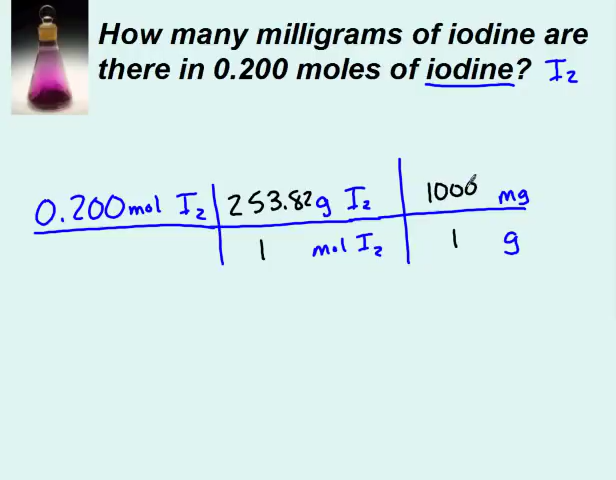 How many milligrams of iodine are
there in 0.200 moles of iodine? I₂
0.200 mol I₂ 253.82g I₂ 1000 mg
1 mol I₂ 1 g